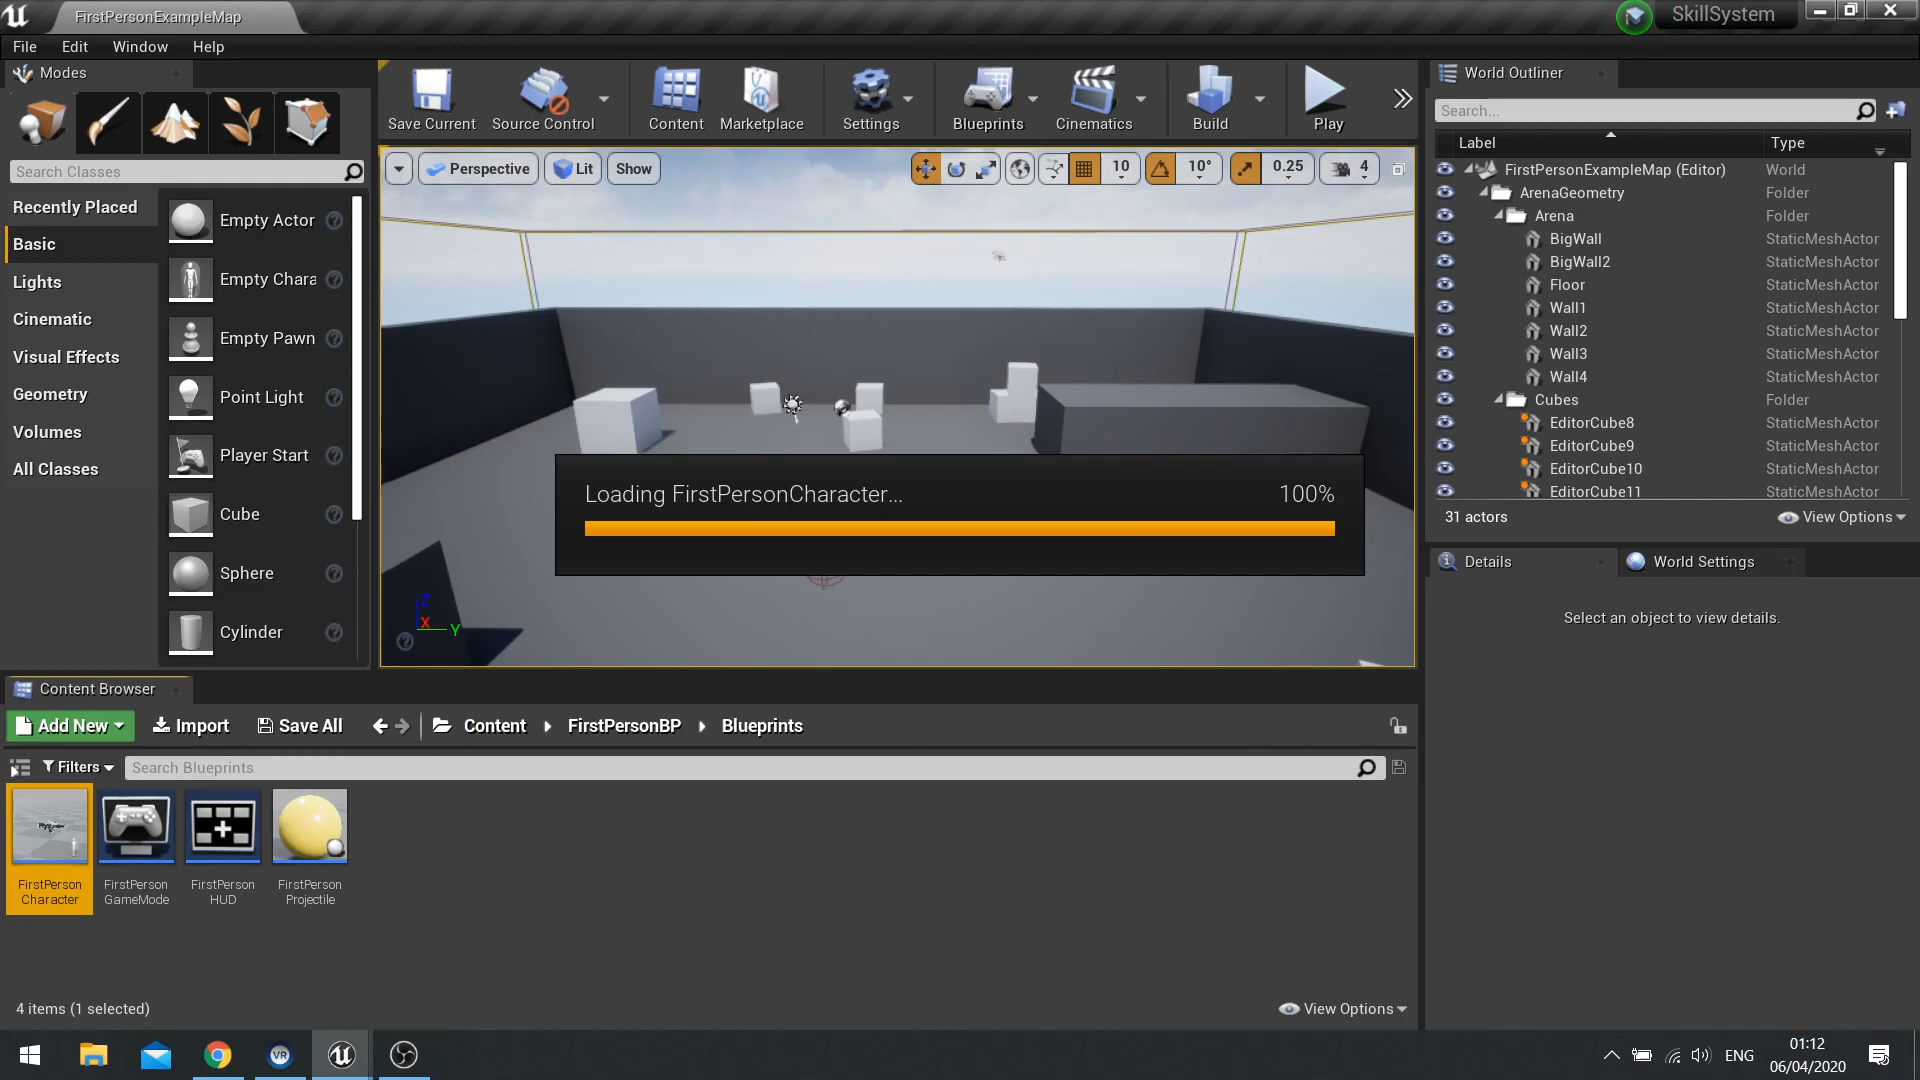 FirstPersonExampleMap
SkillSystem
File Edit Window Help
Modes
Search Classes
Recently Placed
Basic
Lights
Cinematic
Visual Effects
Geometry
Volumes
All Classes
Empty Actor
Empty Chara
Empty Pawn
Point Light
Player Start
Cube
Sphere
Cylinder
Save Current Source Control Content Marketplace Settings Blueprints Cinematics Build Play
Perspective Lit Show 10 10° 0.25 4
Loading FirstPersonCharacter... 100%
Z
X Y
World Outliner
Search...
Label Type
FirstPersonExampleMap (Editor) World
ArenaGeometry Folder
Arena Folder
BigWall StaticMeshActor
BigWall2 StaticMeshActor
Floor StaticMeshActor
Wall1 StaticMeshActor
Wall2 StaticMeshActor
Wall3 StaticMeshActor
Wall4 StaticMeshActor
Cubes Folder
EditorCube8 StaticMeshActor
EditorCube9 StaticMeshActor
EditorCube10 StaticMeshActor
EditorCube11 StaticMeshActor
31 actors View Options
Details World Settings
Select an object to view details.
Content Browser
Add New Import Save All Content FirstPersonBP Blueprints
Filters Search Blueprints
FirstPerson
Character
FirstPerson
GameMode
FirstPerson
HUD
FirstPerson
Projectile
4 items (1 selected) View Options
VR
ENG
01:12
06/04/2020